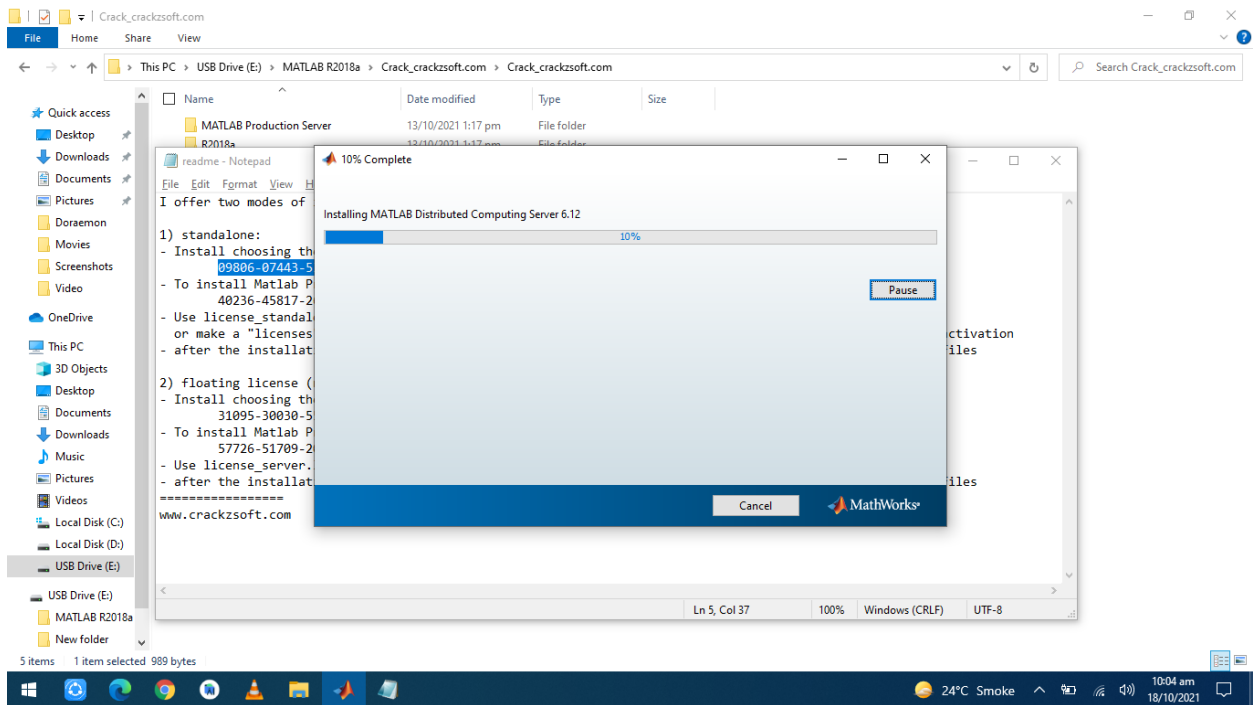 Crack_crackzsoft.com
File Home Share View
This PC > USB Drive (E:) > MATLAB R2018a > Crack_crackzsoft.com > Crack_crackzsoft.com
Search Crack_crackzsoft.com
Name Date modified Type Size
MATLAB Production Server 13/10/2021 1:17 pm File folder
R2018a 13/10/2021 1:17 pm File folder
Quick access
Desktop
Downloads
Documents
Pictures
Doraemon
Movies
Screenshots
Video
OneDrive
This PC
3D Objects
Desktop
Documents
Downloads
Music
Pictures
Videos
Local Disk (C:)
Local Disk (D:)
USB Drive (E:)
USB Drive (E:)
MATLAB R2018a
New folder
5 items 1 item selected 989 bytes
readme - Notepad
File Edit Format View H
I offer two modes of
1) standalone:
- Install choosing th
09806-07443-5
- To install Matlab P
40236-45817-2
- Use license_standal
or make a "licenses ctivation
- after the installat iles
2) floating license (
- Install choosing th
31095-30030-5
- To install Matlab P
57726-51709-2
- Use license_server.
- after the installat iles
=================
www.crackzsoft.com
Ln 5, Col 37 100% Windows (CRLF) UTF-8
10% Complete
Installing MATLAB Distributed Computing Server 6.12
10%
Pause
Cancel
MathWorks®
24°C Smoke
10:04 am
18/10/2021